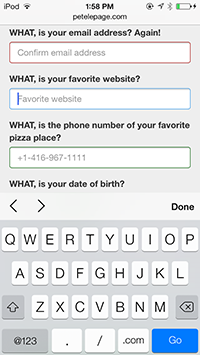 iPod 1:58 PM
petelepage.com
WHAT, is your email address? Again!
Confirm email address
WHAT, is your favorite website?
Favorite website
WHAT, is the phone number of your favorite
pizza place?
+1-416-967-1111
WHAT, is your date of birth?
Done
Q W E R T Y U I O P
A S D F G H J K L
Z X C V B N M
@123 . / .com Go